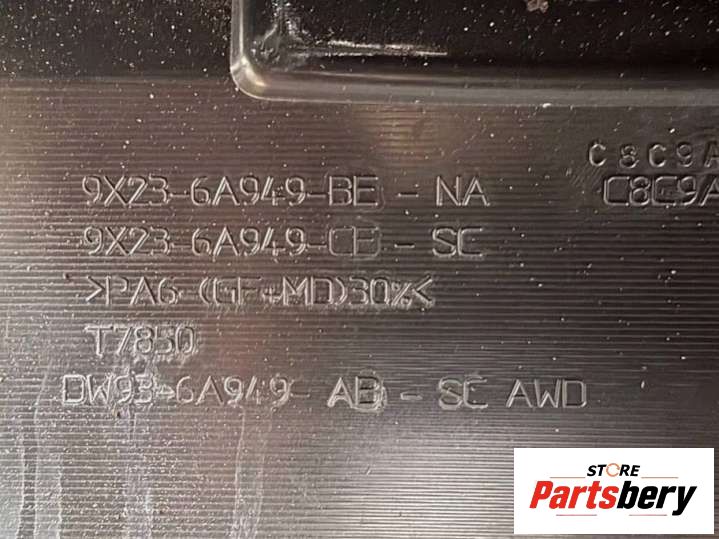 C8C9A
9X23-6A949-BE - NA
C8C9A
9X23-6A949-CB - SC
>PA6-(GF+MD)30%<
T7850
DW93-6A949- AB - SC AWD
STORE
Partsbery